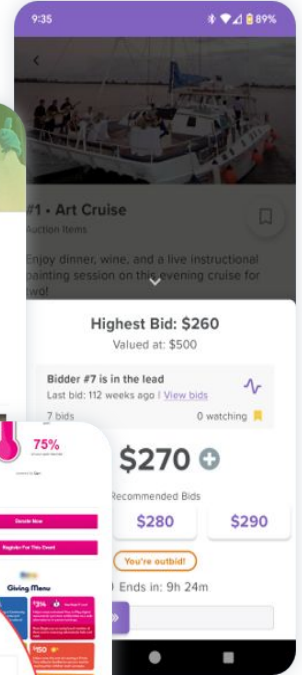 9:35
89%
#1 • Art Cruise
Auction Items
Enjoy dinner, wine, and a live instructional
painting session on this evening cruise for
two!
Highest Bid: $260
Valued at: $500
Bidder #7 is in the lead
Last bid: 112 weeks ago | View bids
7 bids
0 watching
$270
Recommended Bids
$280
$290
You're outbid!
Ends in: 9h 24m
75%
Donate Now
Register For This Event
Giving Menu
$314
$150